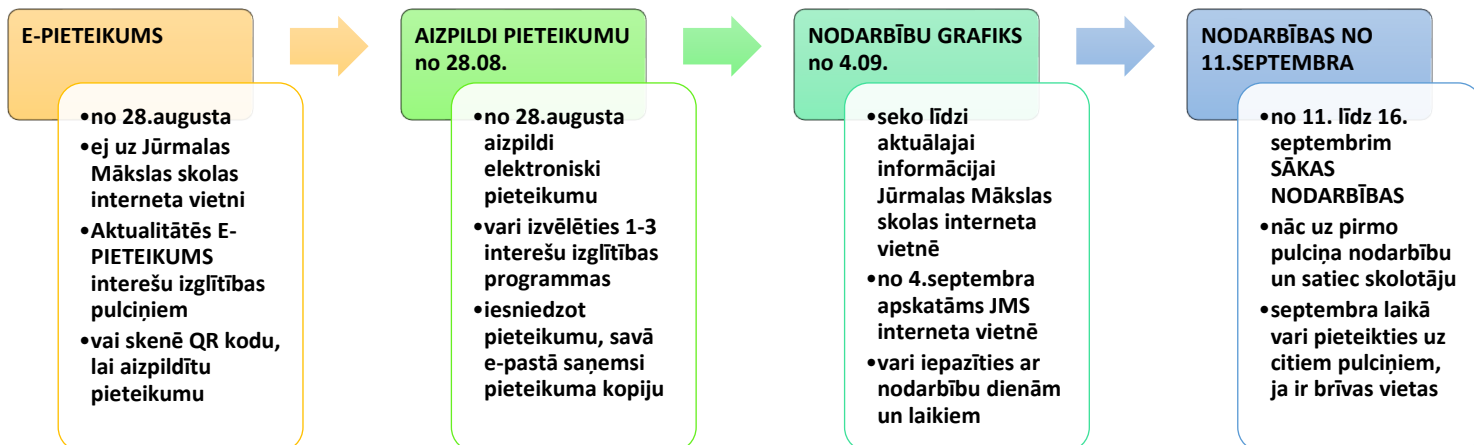 E-PIETEIKUMS
•no 28.augusta
•ej uz Jūrmalas
Mākslas skolas
interneta vietni
•Aktualitātēs E-
PIETEIKUMS
interešu izglītības
pulciņiem
•vai skenē QR kodu,
lai aizpildītu
pieteikumu
AIZPILDI PIETEIKUMU
no 28.08.
•no 28.augusta
aizpildi
elektroniski
pieteikumu
•vari izvēlēties 1-3
interešu izglītības
programmas
•iesniedzot
pieteikumu, savā
e-pastā saņemsi
pieteikuma kopiju
NODARBĪBU GRAFIKS
no 4.09.
•seko līdzi
aktuālajai
informācijai
Jūrmalas Mākslas
skolas interneta
vietnē
•no 4.septembra
apskatāms JMS
interneta vietnē
•vari iepazīties ar
nodarbību dienām
un laikiem
NODARBĪBAS NO
11.SEPTEMBRA
•no 11. līdz 16.
septembrim
SĀKAS
NODARBĪBAS
•nāc uz pirmo
pulciņa nodarbību
un satiec skolotāju
•septembra laikā
vari pieteikties uz
citiem pulciņiem,
ja ir brīvas vietas